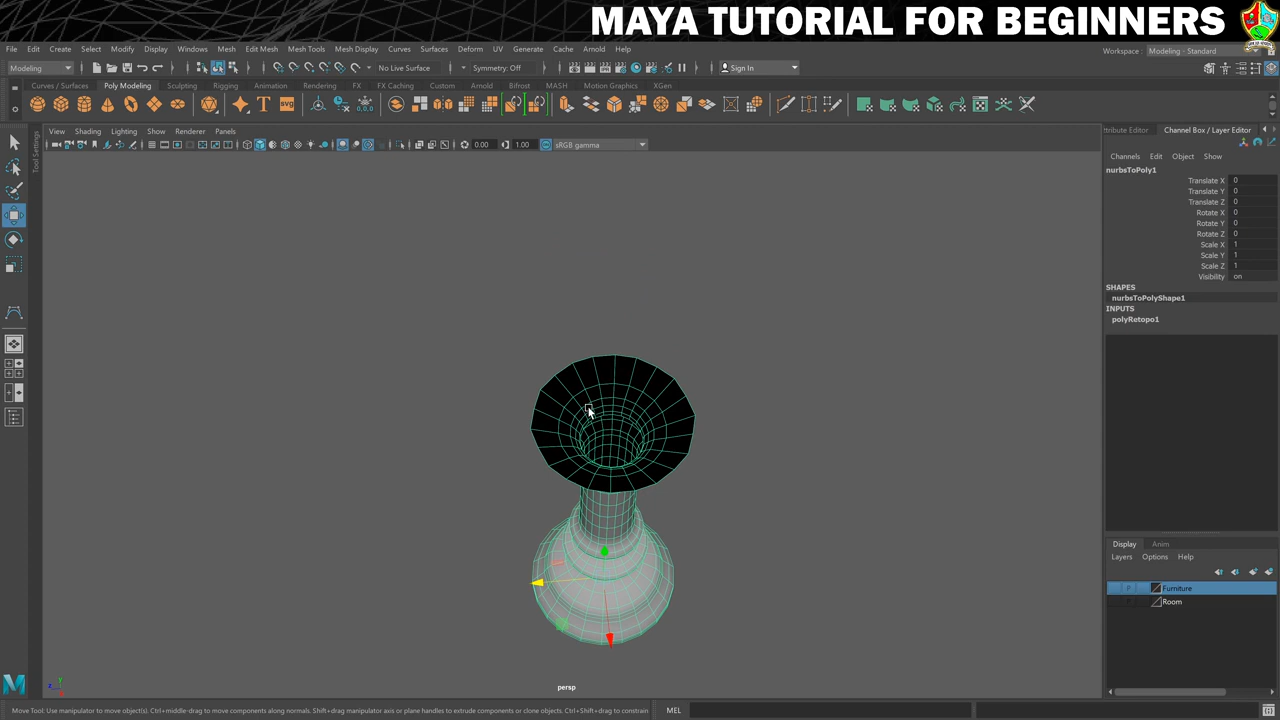 MAYA TUTORIAL FOR BEGINNERS
File Edit Create Select Modify Display Windows Mesh Edit Mesh Mesh Tools Mesh Display Curves Surfaces Deform UV Generate Cache Arnold Help
Workspace : Modeling - Standard
Modeling No Live Surface Symmetry: Off Sign In
Curves / Surfaces Poly Modeling Sculpting Rigging Animation Rendering FX FX Caching Custom Arnold Bifrost MASH Motion Graphics XGen
View Shading Lighting Show Renderer Panels
tribute Editor Channel Box / Layer Editor
0.00 1.00 sRGB gamma
Tool Settings
Channels Edit Object Show
nurbsToPoly1
Translate X 0
Translate Y 0
Translate Z 0
Rotate X 0
Rotate Y 0
Rotate Z 0
Scale X 1
Scale Y 1
Scale Z 1
Visibility on
SHAPES
nurbsToPolyShape1
INPUTS
polyRetopo1
Display Anim
Layers Options Help
P Furniture
Room
persp
Move Tool: Use manipulator to move object(s). Ctrl+middle-drag to move components along normals. Shift+drag manipulator axis or plane handles to extrude components or clone objects. Ctrl+Shift+drag to constrain
MEL